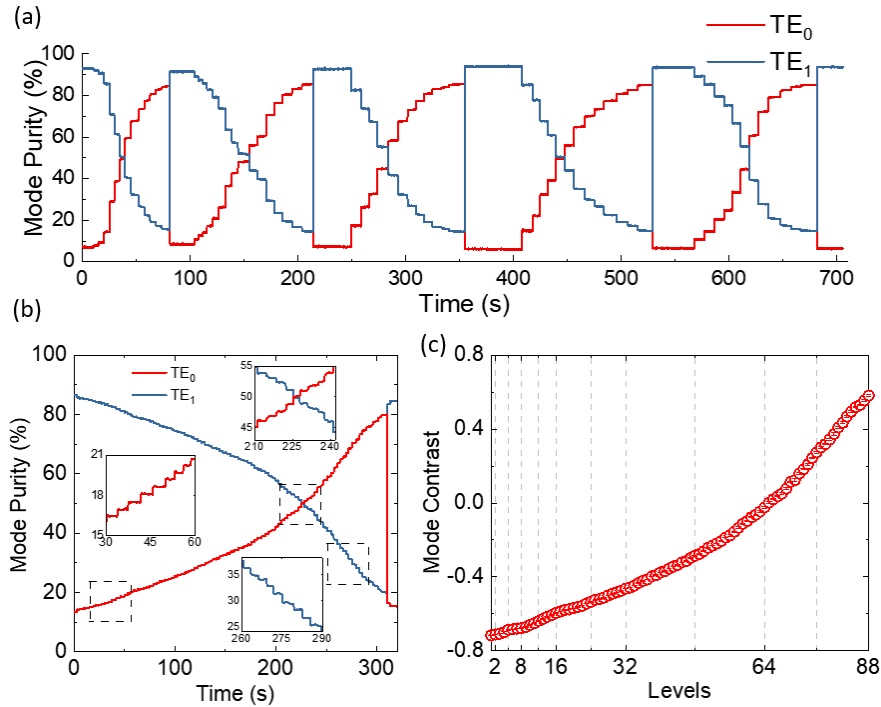 (a)
TE0
TE1
100
80
60
40
20
0
Mode Purity (%)
0 100 200 300 400 500 600 700
Time (s)
(b)
100
80
60
40
20
0
Mode Purity (%)
TE0
TE1
55
50
45
210 225 240
21
18
15
30 45 60
35
30
25
260 275 290
0 100 200 300
Time (s)
(c)
0.8
0.4
0.0
-0.4
-0.8
Mode Contrast
2 8 16 32 64 88
Levels